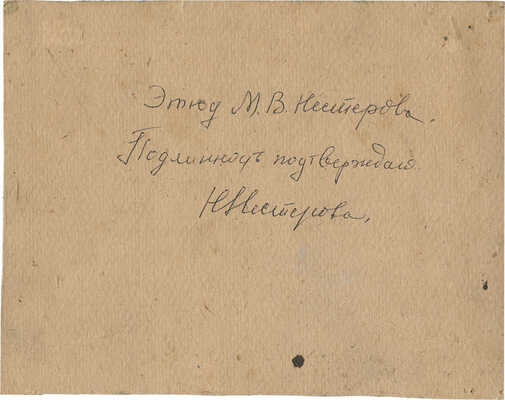 Этюд М. В. Нестерова.
Подлинность подтверждаю
Н Нестерова.